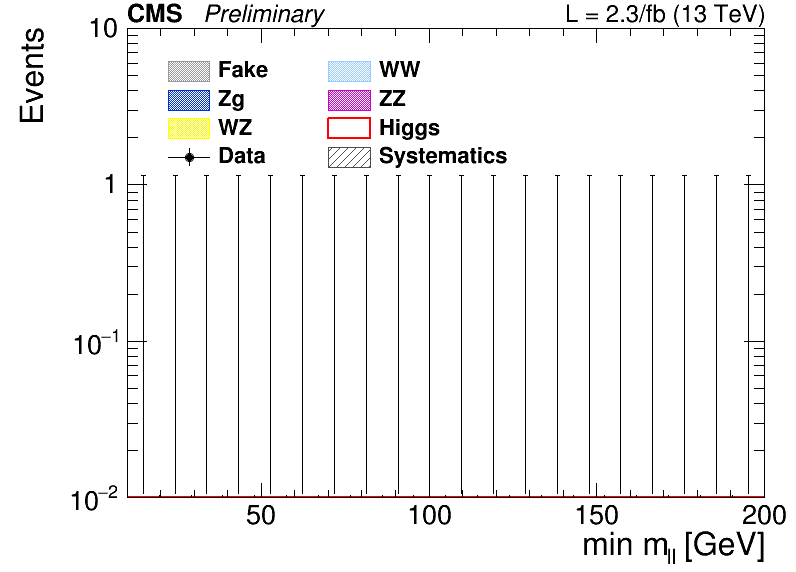 CMS Preliminary L = 2.3/fb (13 TeV)
Events
10
1
10⁻¹
10⁻²
Fake WW
Zg ZZ
WZ Higgs
Data Systematics
50 100 150 200
min m_ll [GeV]